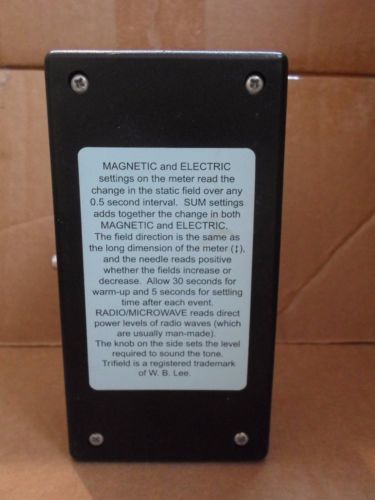 MAGNETIC and ELECTRIC
settings on the meter read the
change in the static field over any
0.5 second interval.  SUM settings
adds together the change in both
MAGNETIC and ELECTRIC.
The field direction is the same as
the long dimension of the meter (↕),
and the needle reads positive
whether the fields increase or
decrease.  Allow 30 seconds for
warm-up and 5 seconds for settling
time after each event.
RADIO/MICROWAVE reads direct
power levels of radio waves (which
are usually man-made).
The knob on the side sets the level
required to sound the tone.
Trifield is a registered trademark
of W. B. Lee.